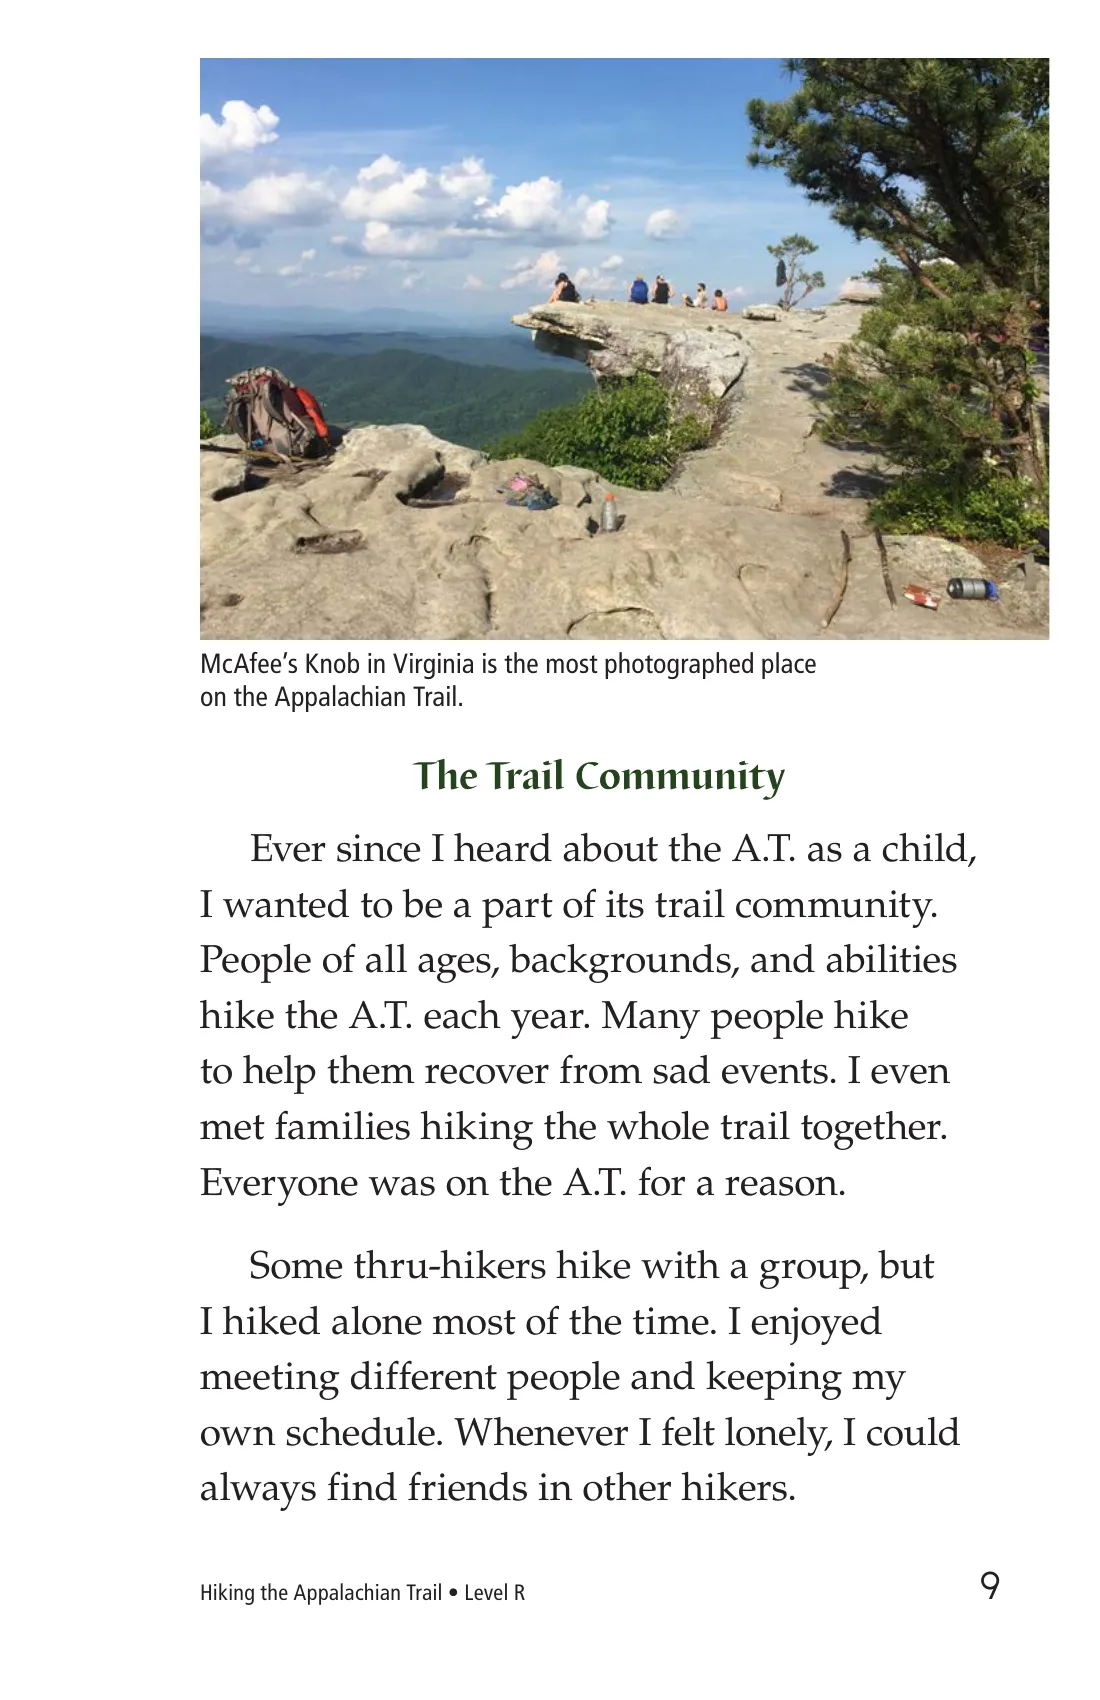 McAfee’s Knob in Virginia is the most photographed place
on the Appalachian Trail.
The Trail Community
Ever since I heard about the A.T. as a child,
I wanted to be a part of its trail community.
People of all ages, backgrounds, and abilities
hike the A.T. each year. Many people hike
to help them recover from sad events. I even
met families hiking the whole trail together.
Everyone was on the A.T. for a reason.
Some thru-hikers hike with a group, but
I hiked alone most of the time. I enjoyed
meeting different people and keeping my
own schedule. Whenever I felt lonely, I could
always find friends in other hikers.
Hiking the Appalachian Trail • Level R
9